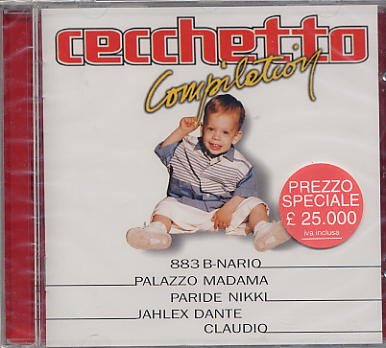 cecchetto
Compilation
PREZZO
SPECIALE
£ 25.000
iva inclusa
883 B-NARIO
PALAZZO MADAMA
PARIDE NIKKI
JAHLEX DANTE
CLAUDIO